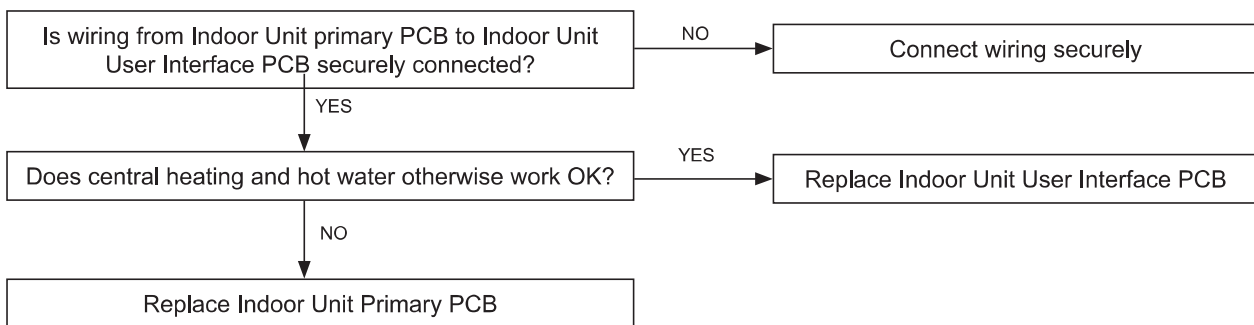 Is wiring from Indoor Unit primary PCB to Indoor Unit
User Interface PCB securely connected?
NO
Connect wiring securely
YES
Does central heating and hot water otherwise work OK?
YES
Replace Indoor Unit User Interface PCB
NO
Replace Indoor Unit Primary PCB